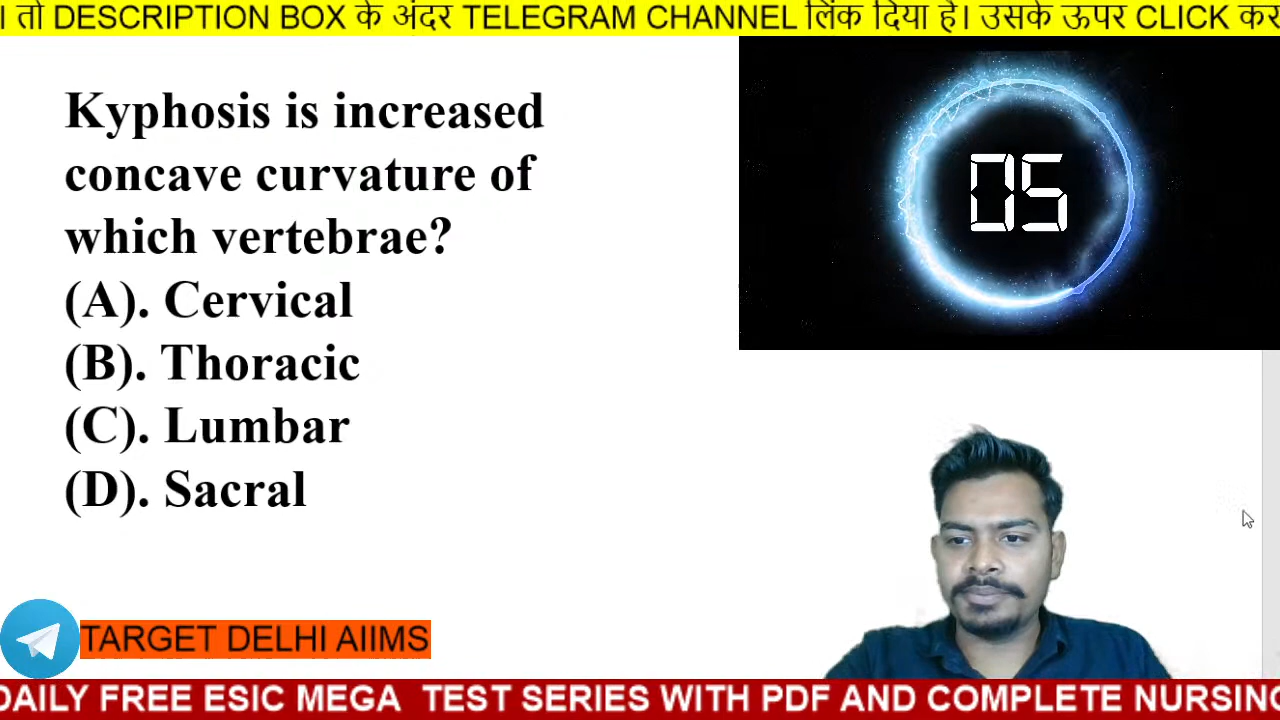 । तो DESCRIPTION BOX के अंदर TELEGRAM CHANNEL लिंक दिया है। उसके ऊपर CLICK कर
Kyphosis is increased
concave curvature of
which vertebrae?
(A). Cervical
(B). Thoracic
(C). Lumbar
(D). Sacral
05
TARGET DELHI AIIMS
DAILY FREE ESIC MEGA TEST SERIES WITH PDF AND COMPLETE NURSING